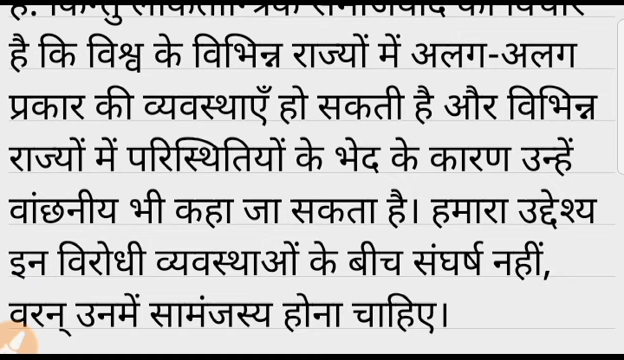 है कि विश्व के विभिन्न राज्यों में अलग-अलग
प्रकार की व्यवस्थाएँ हो सकती है और विभिन्न
राज्यों में परिस्थितियों के भेद के कारण उन्हें
वांछनीय भी कहा जा सकता है। हमारा उद्देश्य
इन विरोधी व्यवस्थाओं के बीच संघर्ष नहीं,
वरन् उनमें सामंजस्य होना चाहिए।